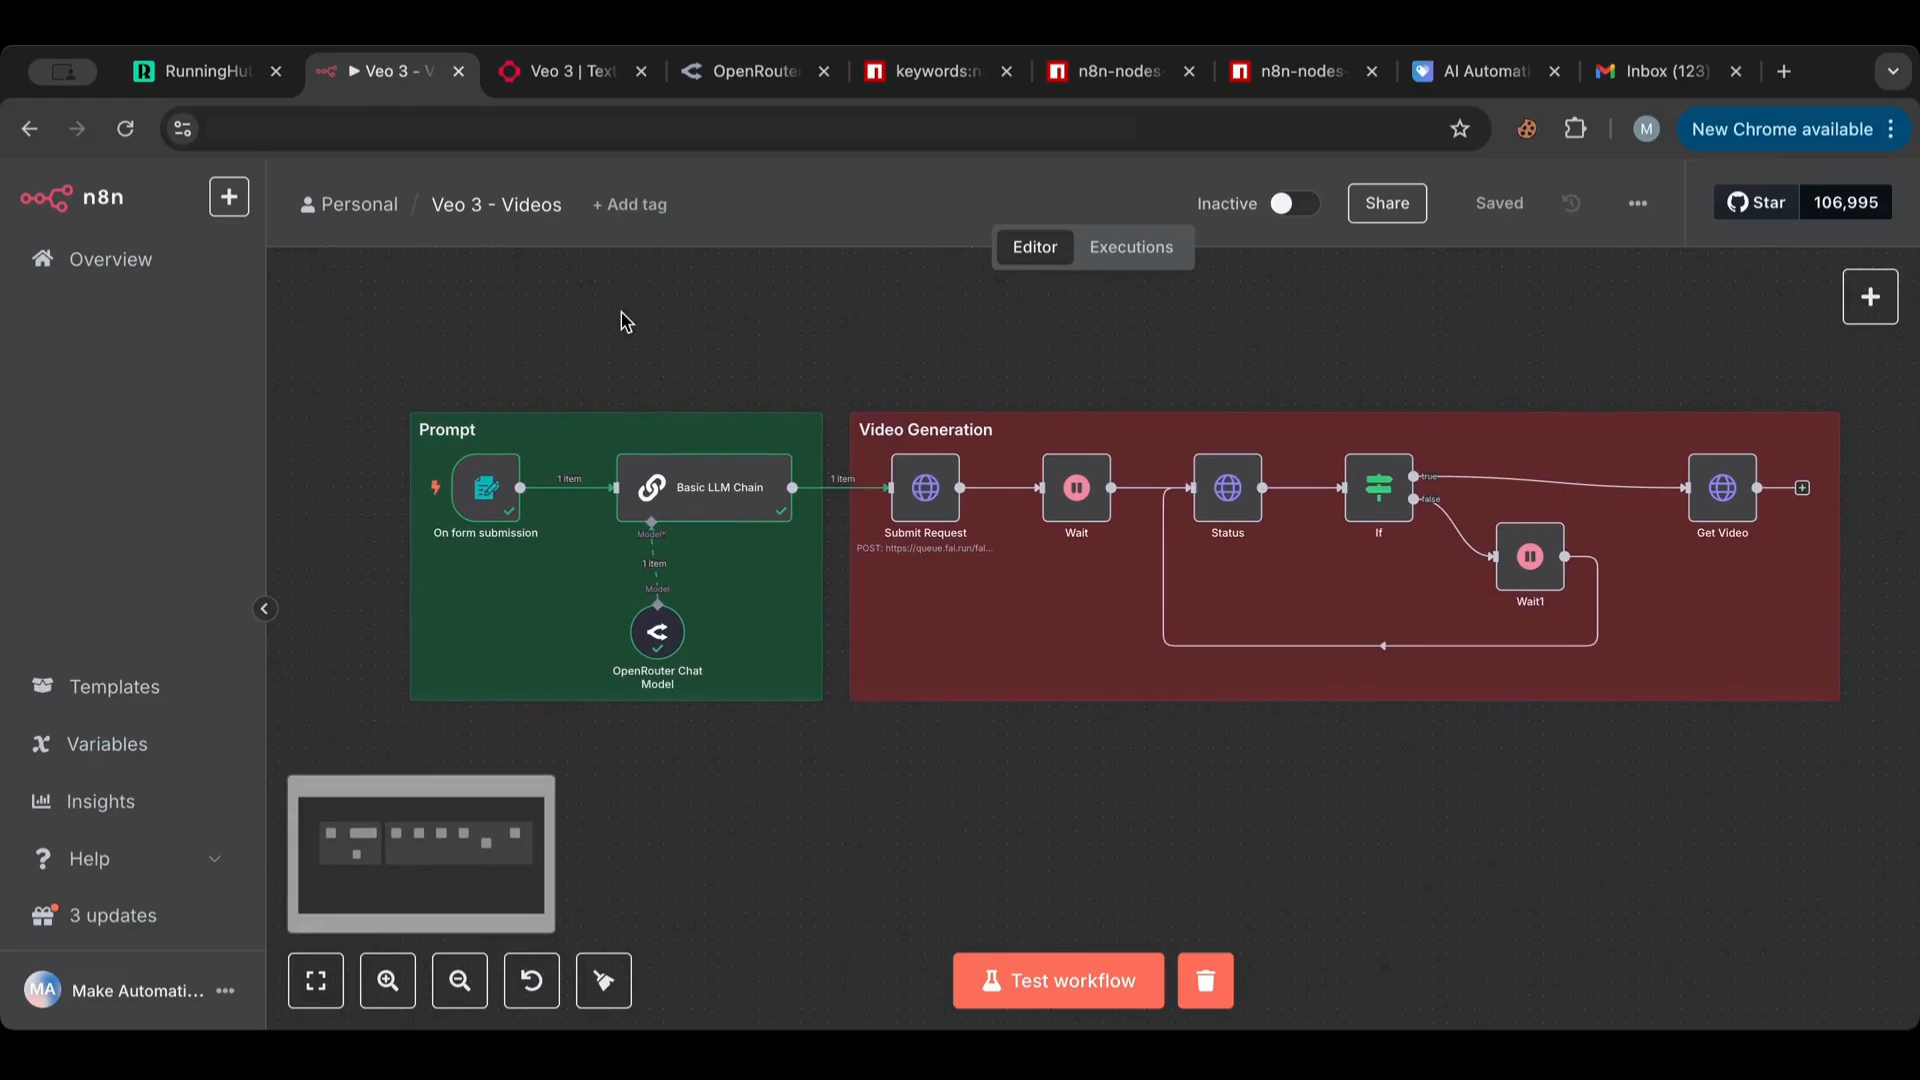 RunningHu
Veo 3 - V
Veo 3 | Text
OpenRoute
keywords:n
n8n-nodes-
n8n-nodes-
AI Automati
Inbox (123)
M
New Chrome available
n8n
Personal / Veo 3 - Videos + Add tag
Inactive
Share
Saved
Star 106,995
Editor
Executions
Overview
Templates
Variables
Insights
Help
3 updates
MA Make Automati...
Prompt
On form submission
1 item
Basic LLM Chain
Model*
1 item
Model
OpenRouter Chat
Model
1 item
Video Generation
Submit Request
POST: https://queue.fal.run/fal...
Wait
Status
If
true
false
Wait1
Get Video
Test workflow